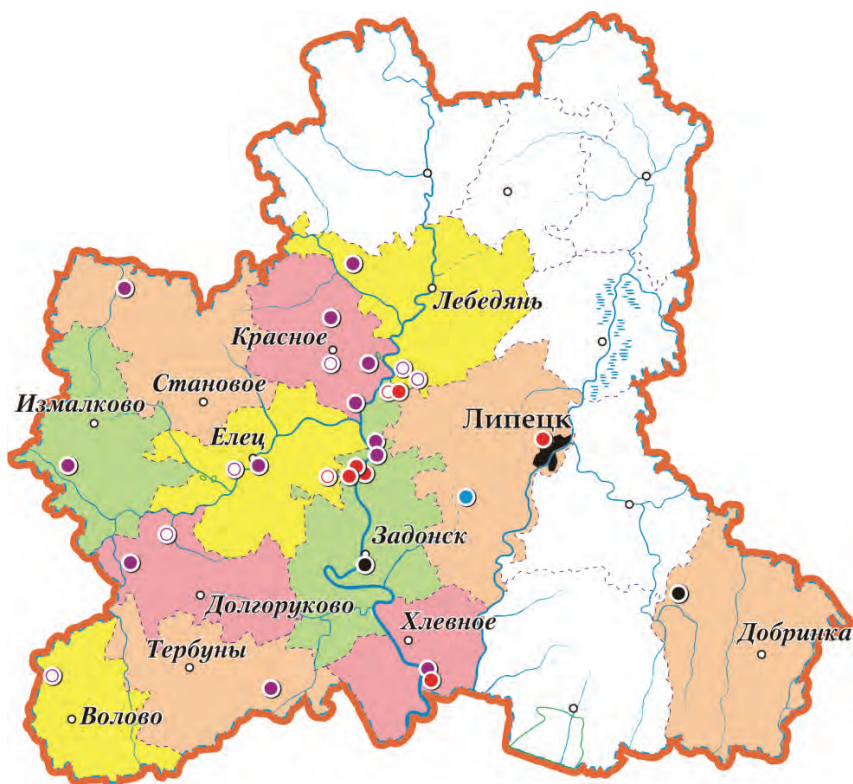 Лебедянь
Красное
Становое
Измалково
Липецк
Елец
Задонск
Долгоруково
Хлевное
Добринка
Тербуны
Волово